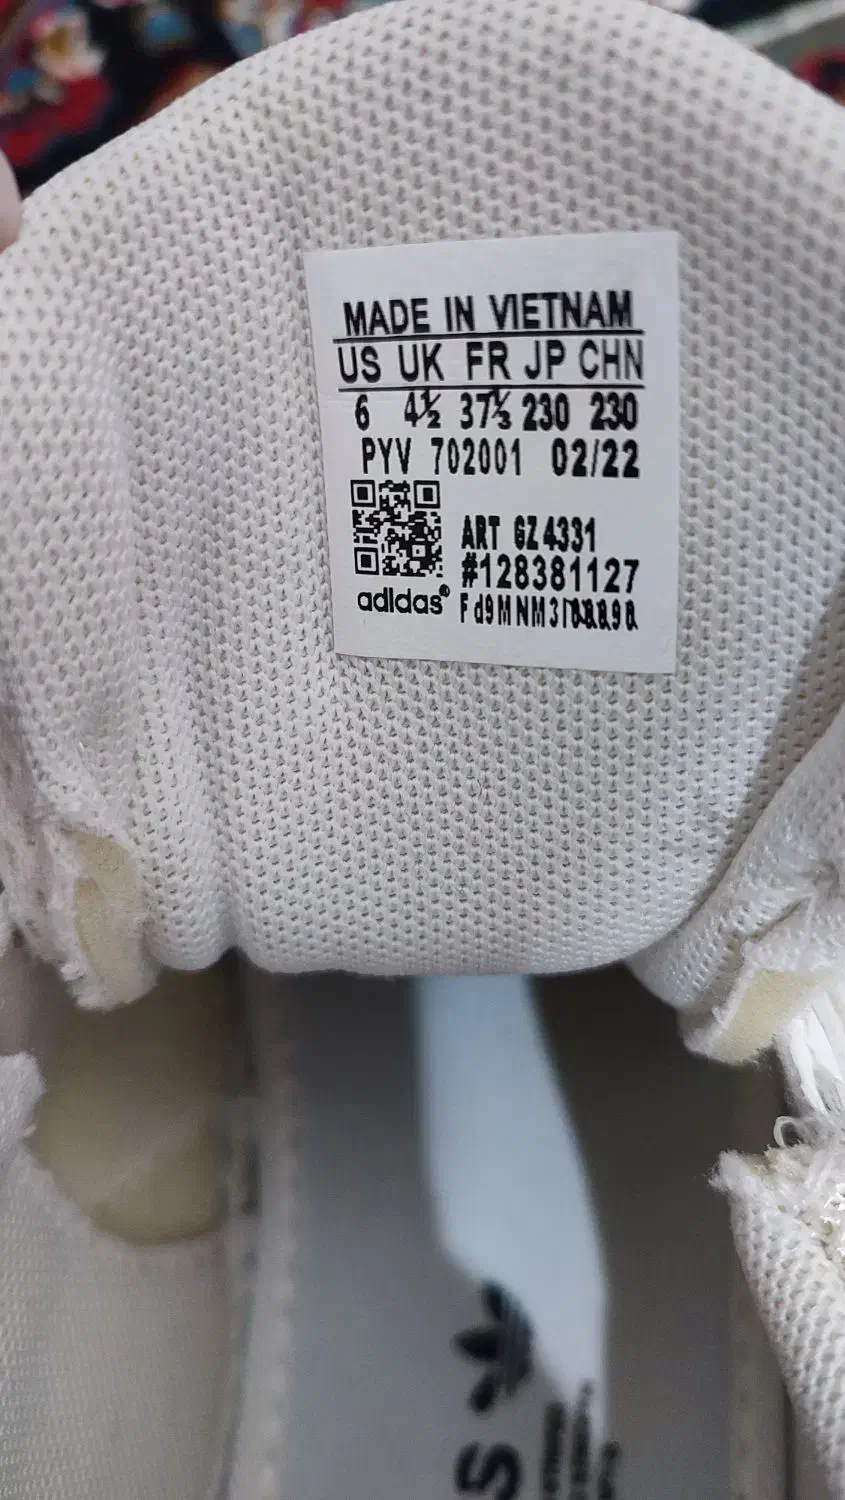 MADE IN VIETNAM
US UK FR JP CHN
6 4½ 37⅓ 230 230
PYV 702001 02/22
ART GZ4331
#128381127
adidas®
S